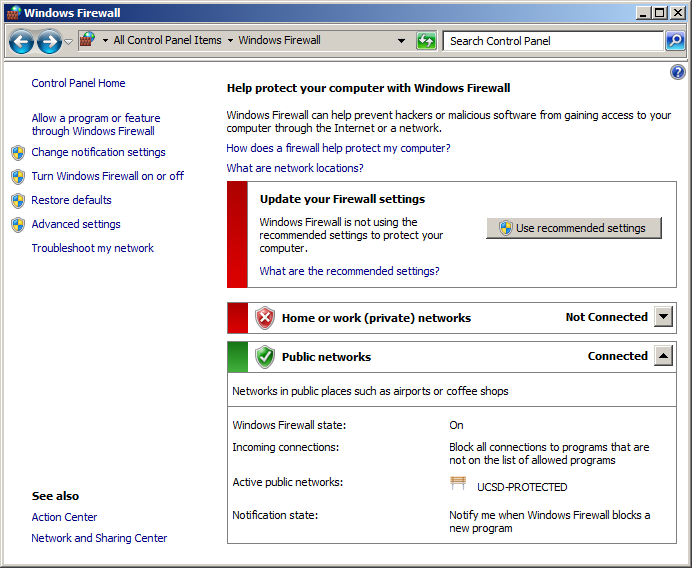 Windows Firewall
All Control Panel Items
Windows Firewall
Search Control Panel
Control Panel Home
Allow a program or feature
through Windows Firewall
Change notification settings
Turn Windows Firewall on or off
Restore defaults
Advanced settings
Troubleshoot my network
Help protect your computer with Windows Firewall
Windows Firewall can help prevent hackers or malicious software from gaining access to your
computer through the Internet or a network.
How does a firewall help protect my computer?
What are network locations?
Update your Firewall settings
Windows Firewall is not using the
recommended settings to protect your
computer.
Use recommended settings
What are the recommended settings?
Home or work (private) networks Not Connected
Public networks Connected
Networks in public places such as airports or coffee shops
Windows Firewall state: On
Incoming connections: Block all connections to programs that are
not on the list of allowed programs
Active public networks: UCSD-PROTECTED
Notification state: Notify me when Windows Firewall blocks a
new program
See also
Action Center
Network and Sharing Center